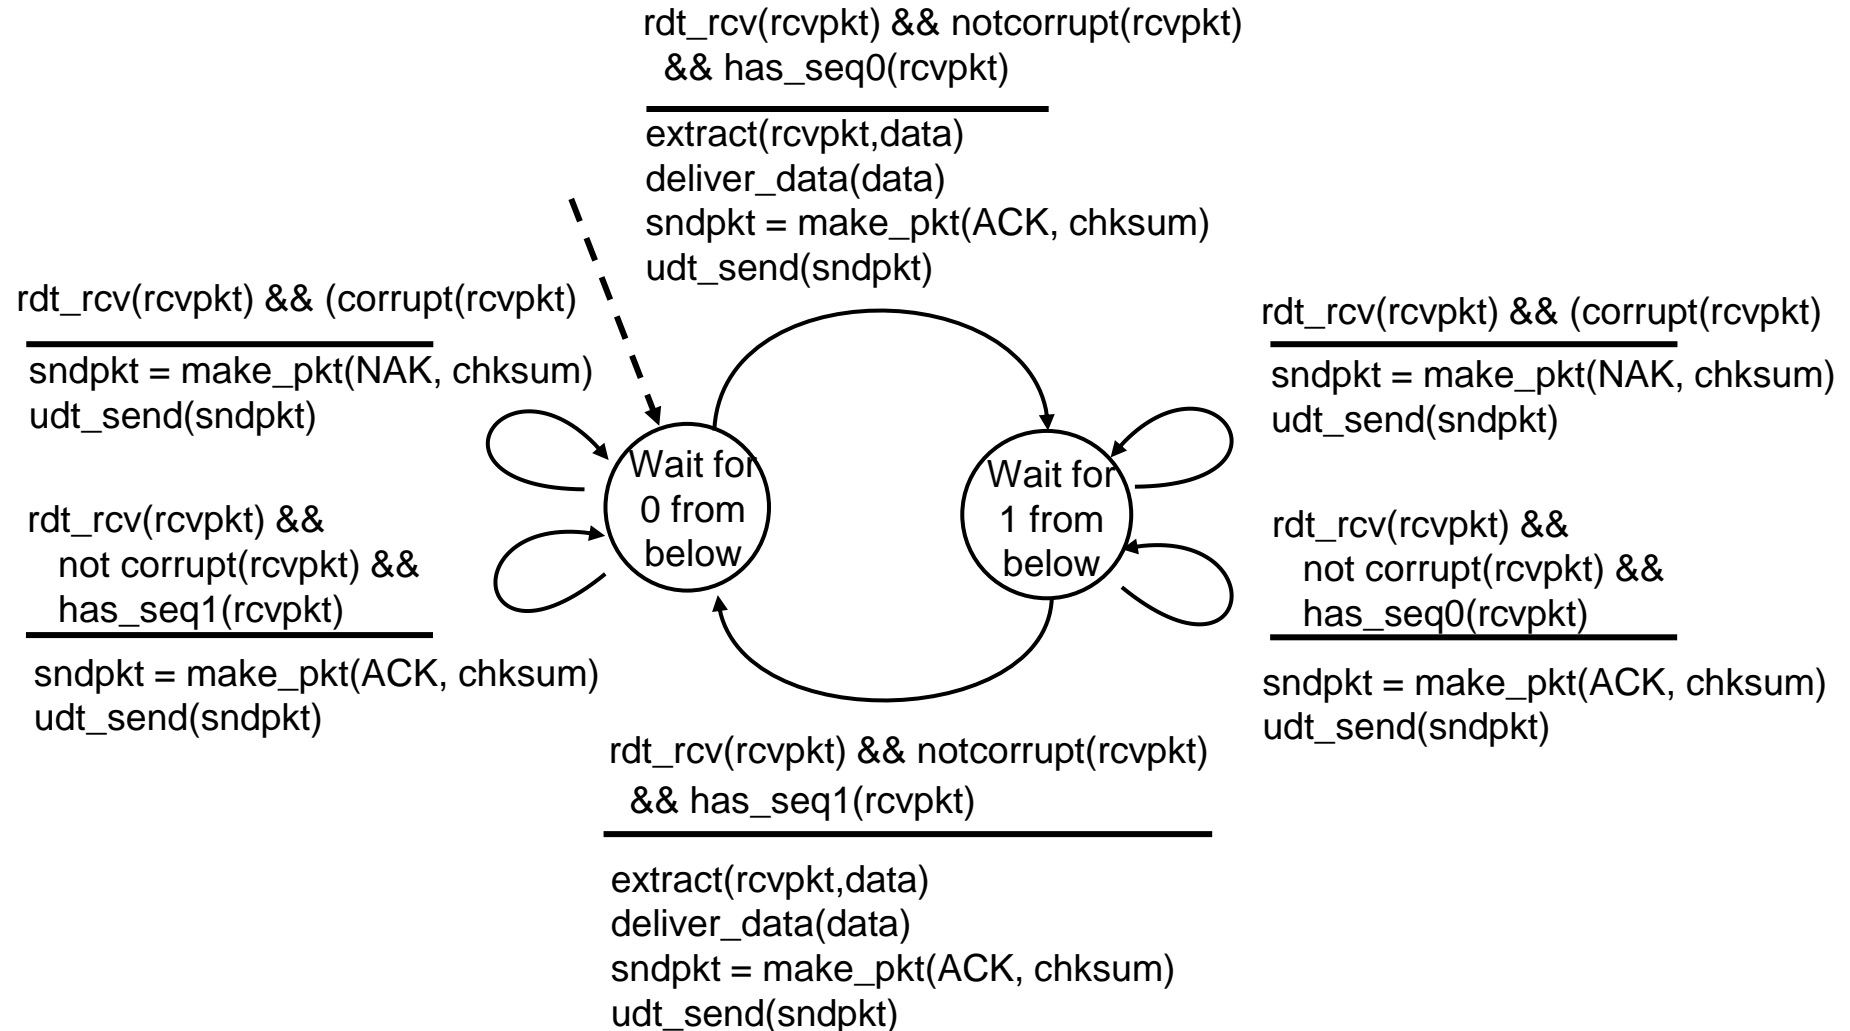 rdt_rcv(rcvpkt) && notcorrupt(rcvpkt)
&& has_seq0(rcvpkt)
extract(rcvpkt,data)
deliver_data(data)
sndpkt = make_pkt(ACK, chksum)
udt_send(sndpkt)
rdt_rcv(rcvpkt) && (corrupt(rcvpkt)
sndpkt = make_pkt(NAK, chksum)
udt_send(sndpkt)
rdt_rcv(rcvpkt) &&
not corrupt(rcvpkt) &&
has_seq1(rcvpkt)
sndpkt = make_pkt(ACK, chksum)
udt_send(sndpkt)
Wait for
0 from
below
Wait for
1 from
below
rdt_rcv(rcvpkt) && (corrupt(rcvpkt)
sndpkt = make_pkt(NAK, chksum)
udt_send(sndpkt)
rdt_rcv(rcvpkt) &&
not corrupt(rcvpkt) &&
has_seq0(rcvpkt)
sndpkt = make_pkt(ACK, chksum)
udt_send(sndpkt)
rdt_rcv(rcvpkt) && notcorrupt(rcvpkt)
&& has_seq1(rcvpkt)
extract(rcvpkt,data)
deliver_data(data)
sndpkt = make_pkt(ACK, chksum)
udt_send(sndpkt)